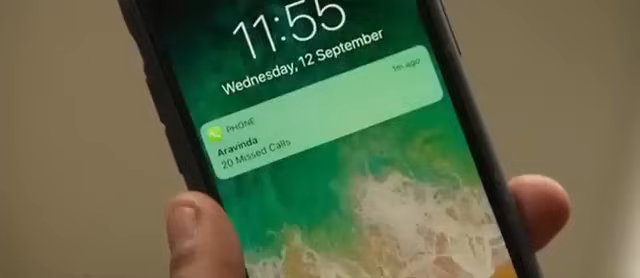 11:55
Wednesday, 12 September
PHONE
1m ago
Aravinda
20 Missed Calls